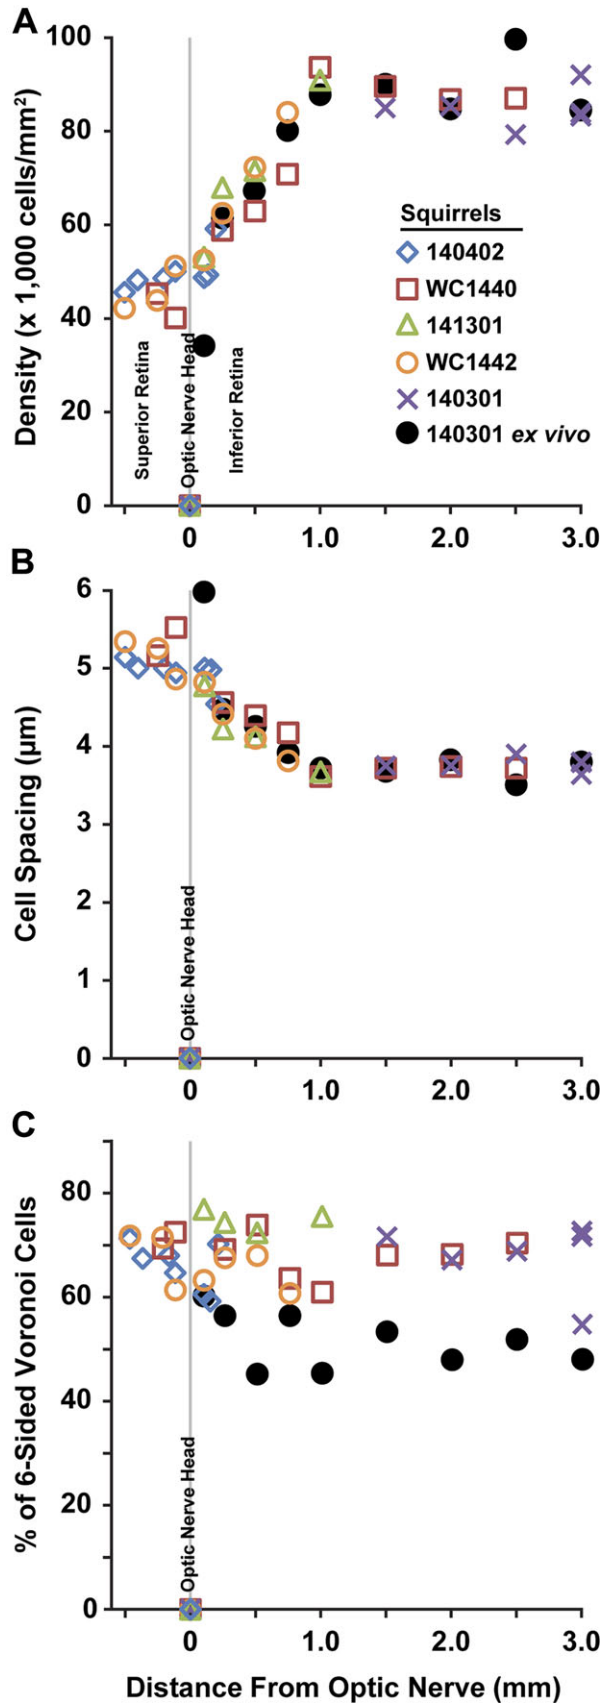 A
Density (x 1,000 cells/mm²)
100
80
60
40
20
0
Superior Retina
Optic Nerve Head
Inferior Retina
Squirrels
140402
WC1440
141301
WC1442
140301
140301 ex vivo
0
1.0
2.0
3.0
B
Cell Spacing (µm)
6
5
4
3
2
1
0
Optic Nerve Head
0
1.0
2.0
3.0
C
% of 6-Sided Voronoi Cells
80
60
40
20
0
Optic Nerve Head
0
1.0
2.0
3.0
Distance From Optic Nerve (mm)